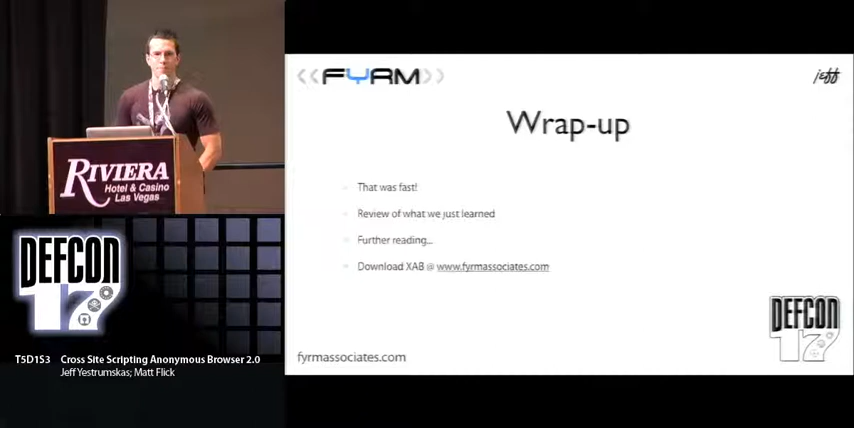 RIVIERA
Hotel & Casino
Las Vegas
DEFCON
17
T5D1S3 Cross Site Scripting Anonymous Browser 2.0
Jeff Yestrumskas; Matt Flick
((FYRM))
jeff
Wrap-up
That was fast!
Review of what we just learned
Further reading...
Download XAB @ www.fyrmassociates.com
DEFCON
17
fyrmassociates.com